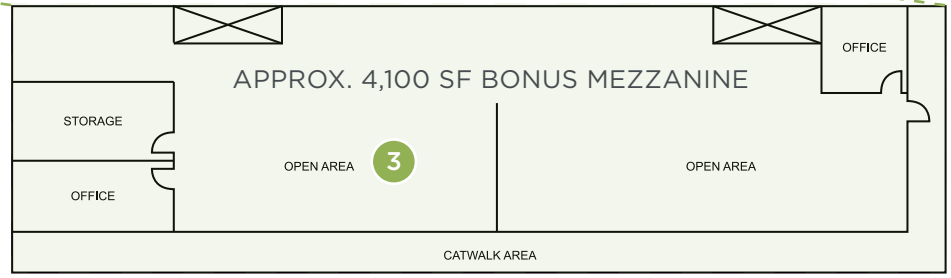 OFFICE
APPROX. 4,100 SF BONUS MEZZANINE
STORAGE
OPEN AREA
3
OPEN AREA
OFFICE
CATWALK AREA